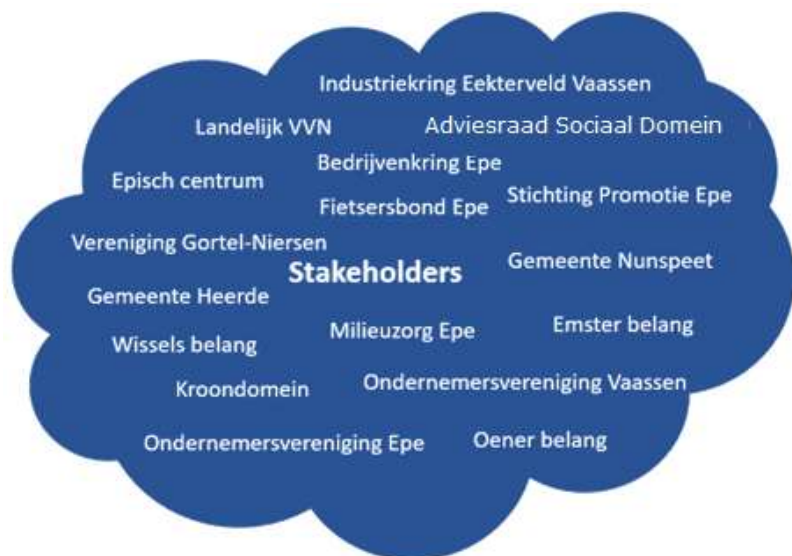 Industriekring Eekterveld Vaassen
Landelijk VVN
Adviesraad Sociaal Domein
Bedrijvenkring Epe
Episch centrum
Stichting Promotie Epe
Fietsersbond Epe
Vereniging Gortel-Niersen
Stakeholders
Gemeente Nunspeet
Gemeente Heerde
Milieuzorg Epe
Emster belang
Wissels belang
Kroondomein
Ondernemersvereniging Vaassen
Ondernemersvereniging Epe
Oener belang